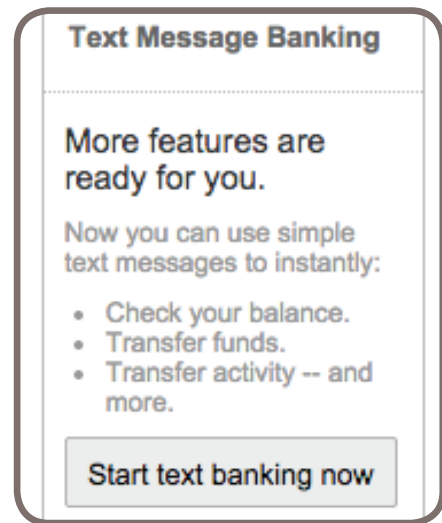 Text Message Banking
More features are
ready for you.
Now you can use simple
text messages to instantly:
• Check your balance.
• Transfer funds.
• Transfer activity -- and
more.
Start text banking now